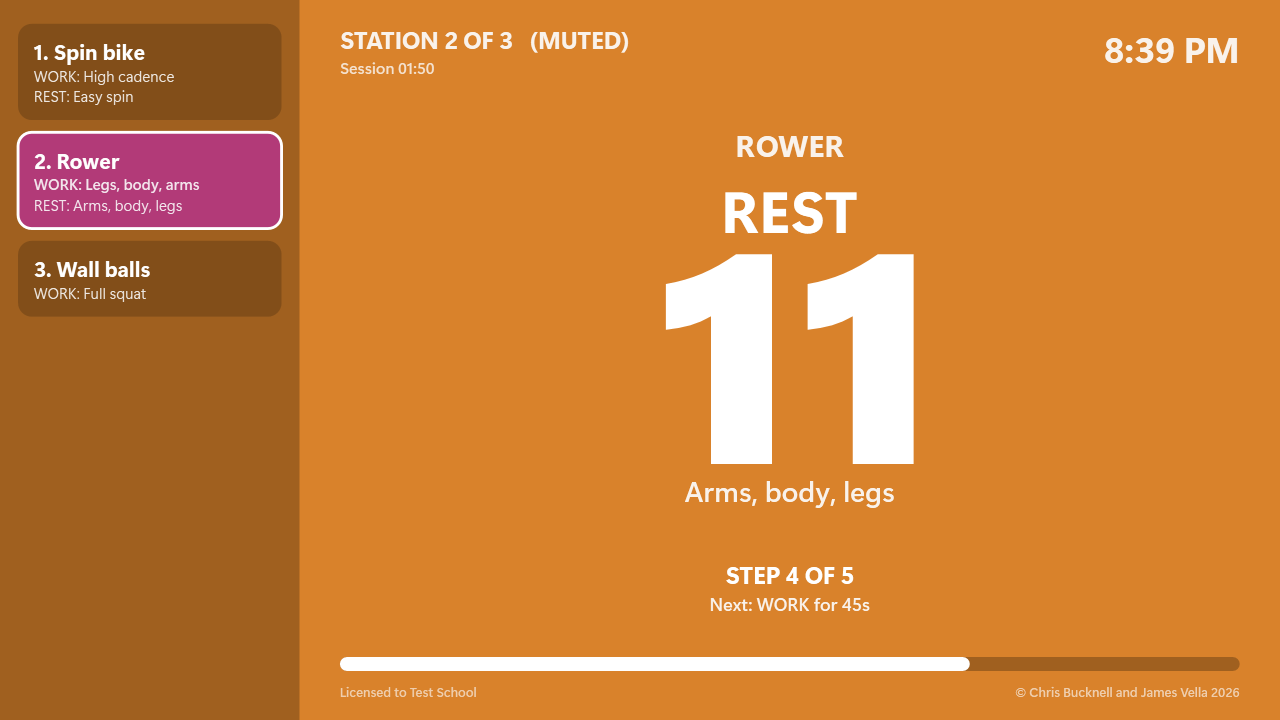 1. Spin bike
WORK: High cadence
REST: Easy spin
2. Rower
WORK: Legs, body, arms
REST: Arms, body, legs
3. Wall balls
WORK: Full squat
STATION 2 OF 3 (MUTED)
Session 01:50
8:39 PM
ROWER
REST
11
Arms, body, legs
STEP 4 OF 5
Next: WORK for 45s
Licensed to Test School
© Chris Bucknell and James Vella 2026